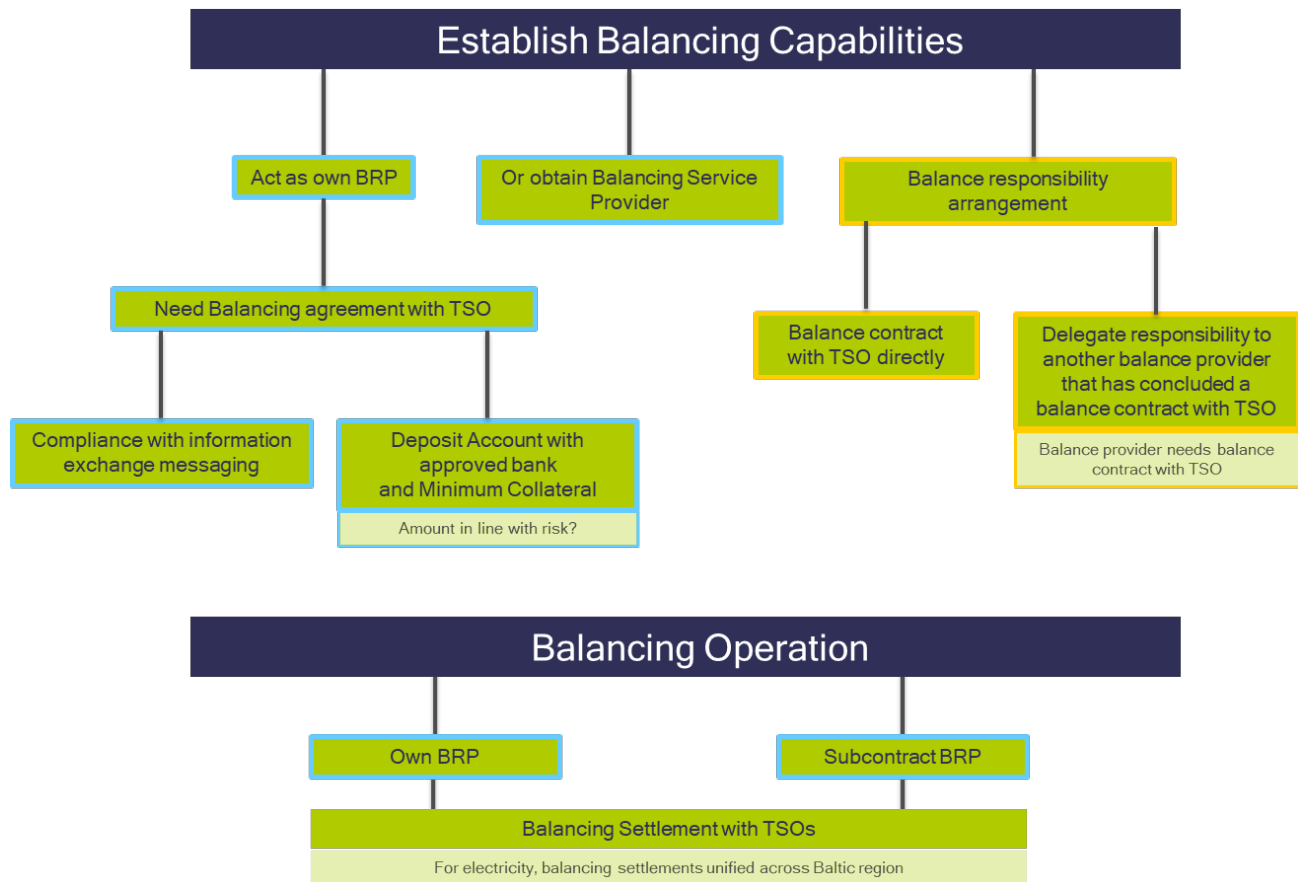 Establish Balancing Capabilities
Act as own BRP
Or obtain Balancing Service
Provider
Balance responsibility
arrangement
Need Balancing agreement with TSO
Balance contract
with TSO directly
Delegate responsibility to
another balance provider
that has concluded a
balance contract with TSO
Balance provider needs balance
contract with TSO
Compliance with information
exchange messaging
Deposit Account with
approved bank
and Minimum Collateral
Amount in line with risk?
Balancing Operation
Own BRP
Subcontract BRP
Balancing Settlement with TSOs
For electricity, balancing settlements unified across Baltic region